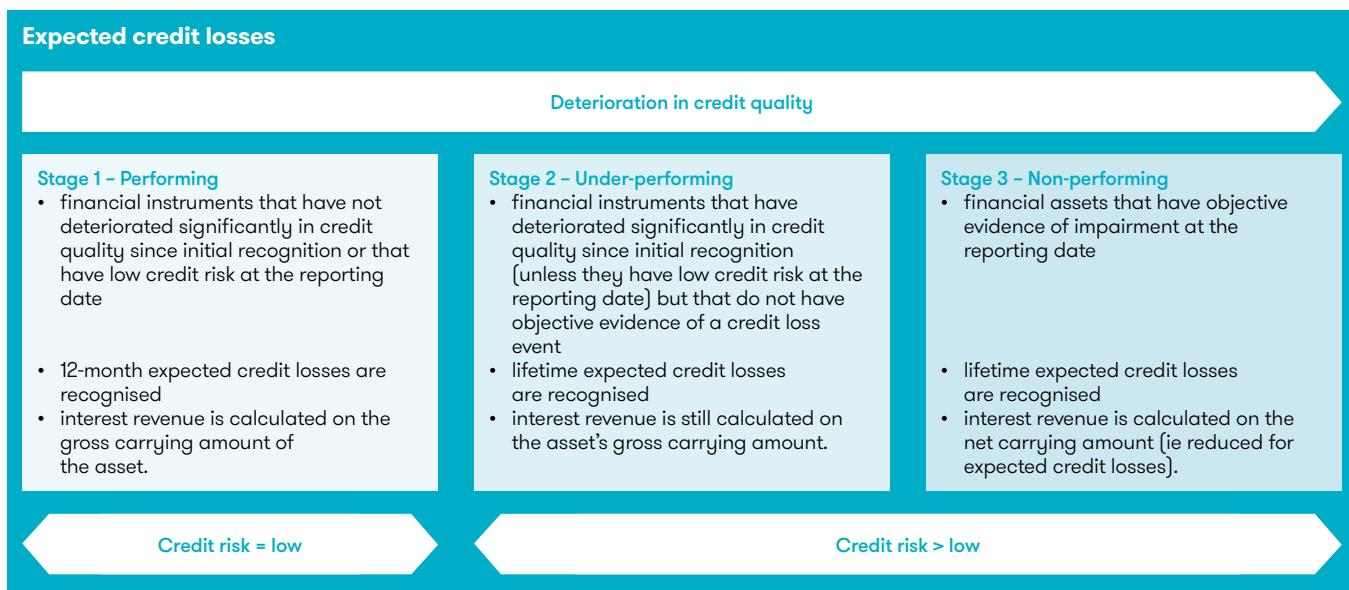 Expected credit losses
Deterioration in credit quality
Stage 1 – Performing
• financial instruments that have not
deteriorated significantly in credit
quality since initial recognition or that
have low credit risk at the reporting
date
• 12-month expected credit losses are
recognised
• interest revenue is calculated on the
gross carrying amount of
the asset.
Stage 2 – Under-performing
• financial instruments that have
deteriorated significantly in credit
quality since initial recognition
(unless they have low credit risk at the
reporting date) but that do not have
objective evidence of a credit loss
event
• lifetime expected credit losses
are recognised
• interest revenue is still calculated on
the asset’s gross carrying amount.
Stage 3 – Non-performing
• financial assets that have objective
evidence of impairment at the
reporting date
• lifetime expected credit losses
are recognised
• interest revenue is calculated on the
net carrying amount (ie reduced for
expected credit losses).
Credit risk = low
Credit risk > low